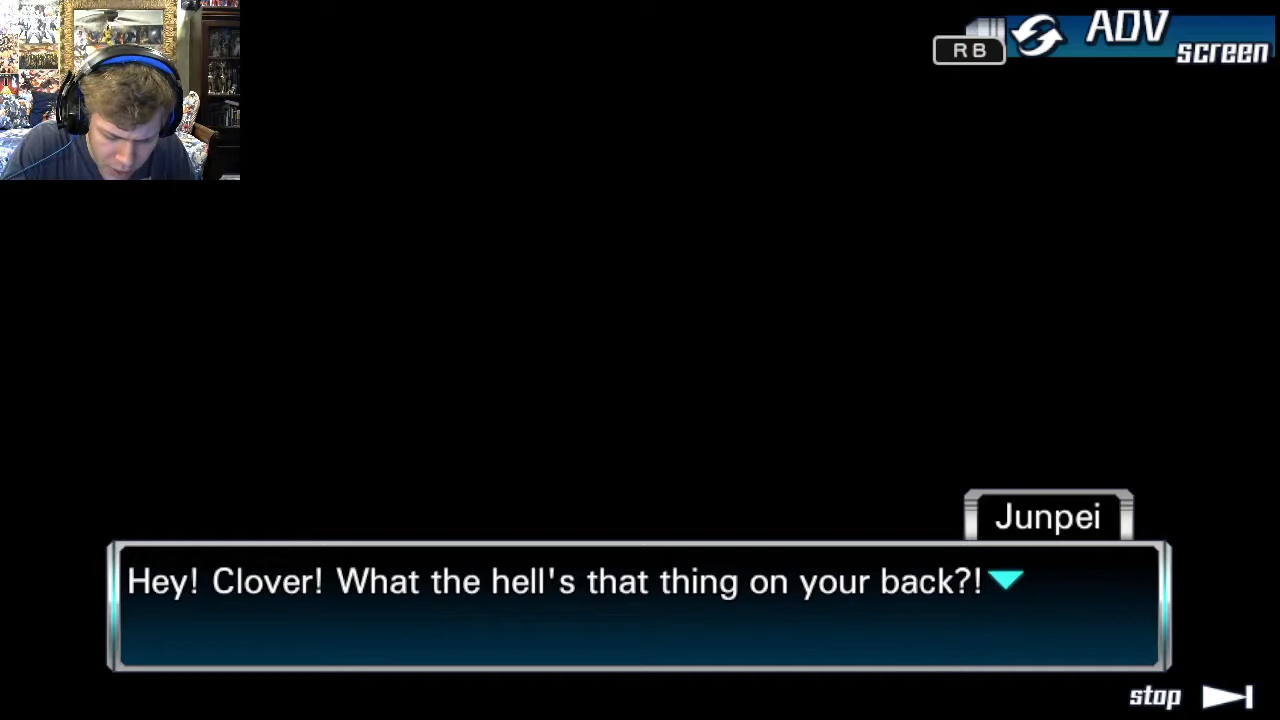 RB
ADV
screen
Junpei
Hey! Clover! What the hell's that thing on your back?!
stop